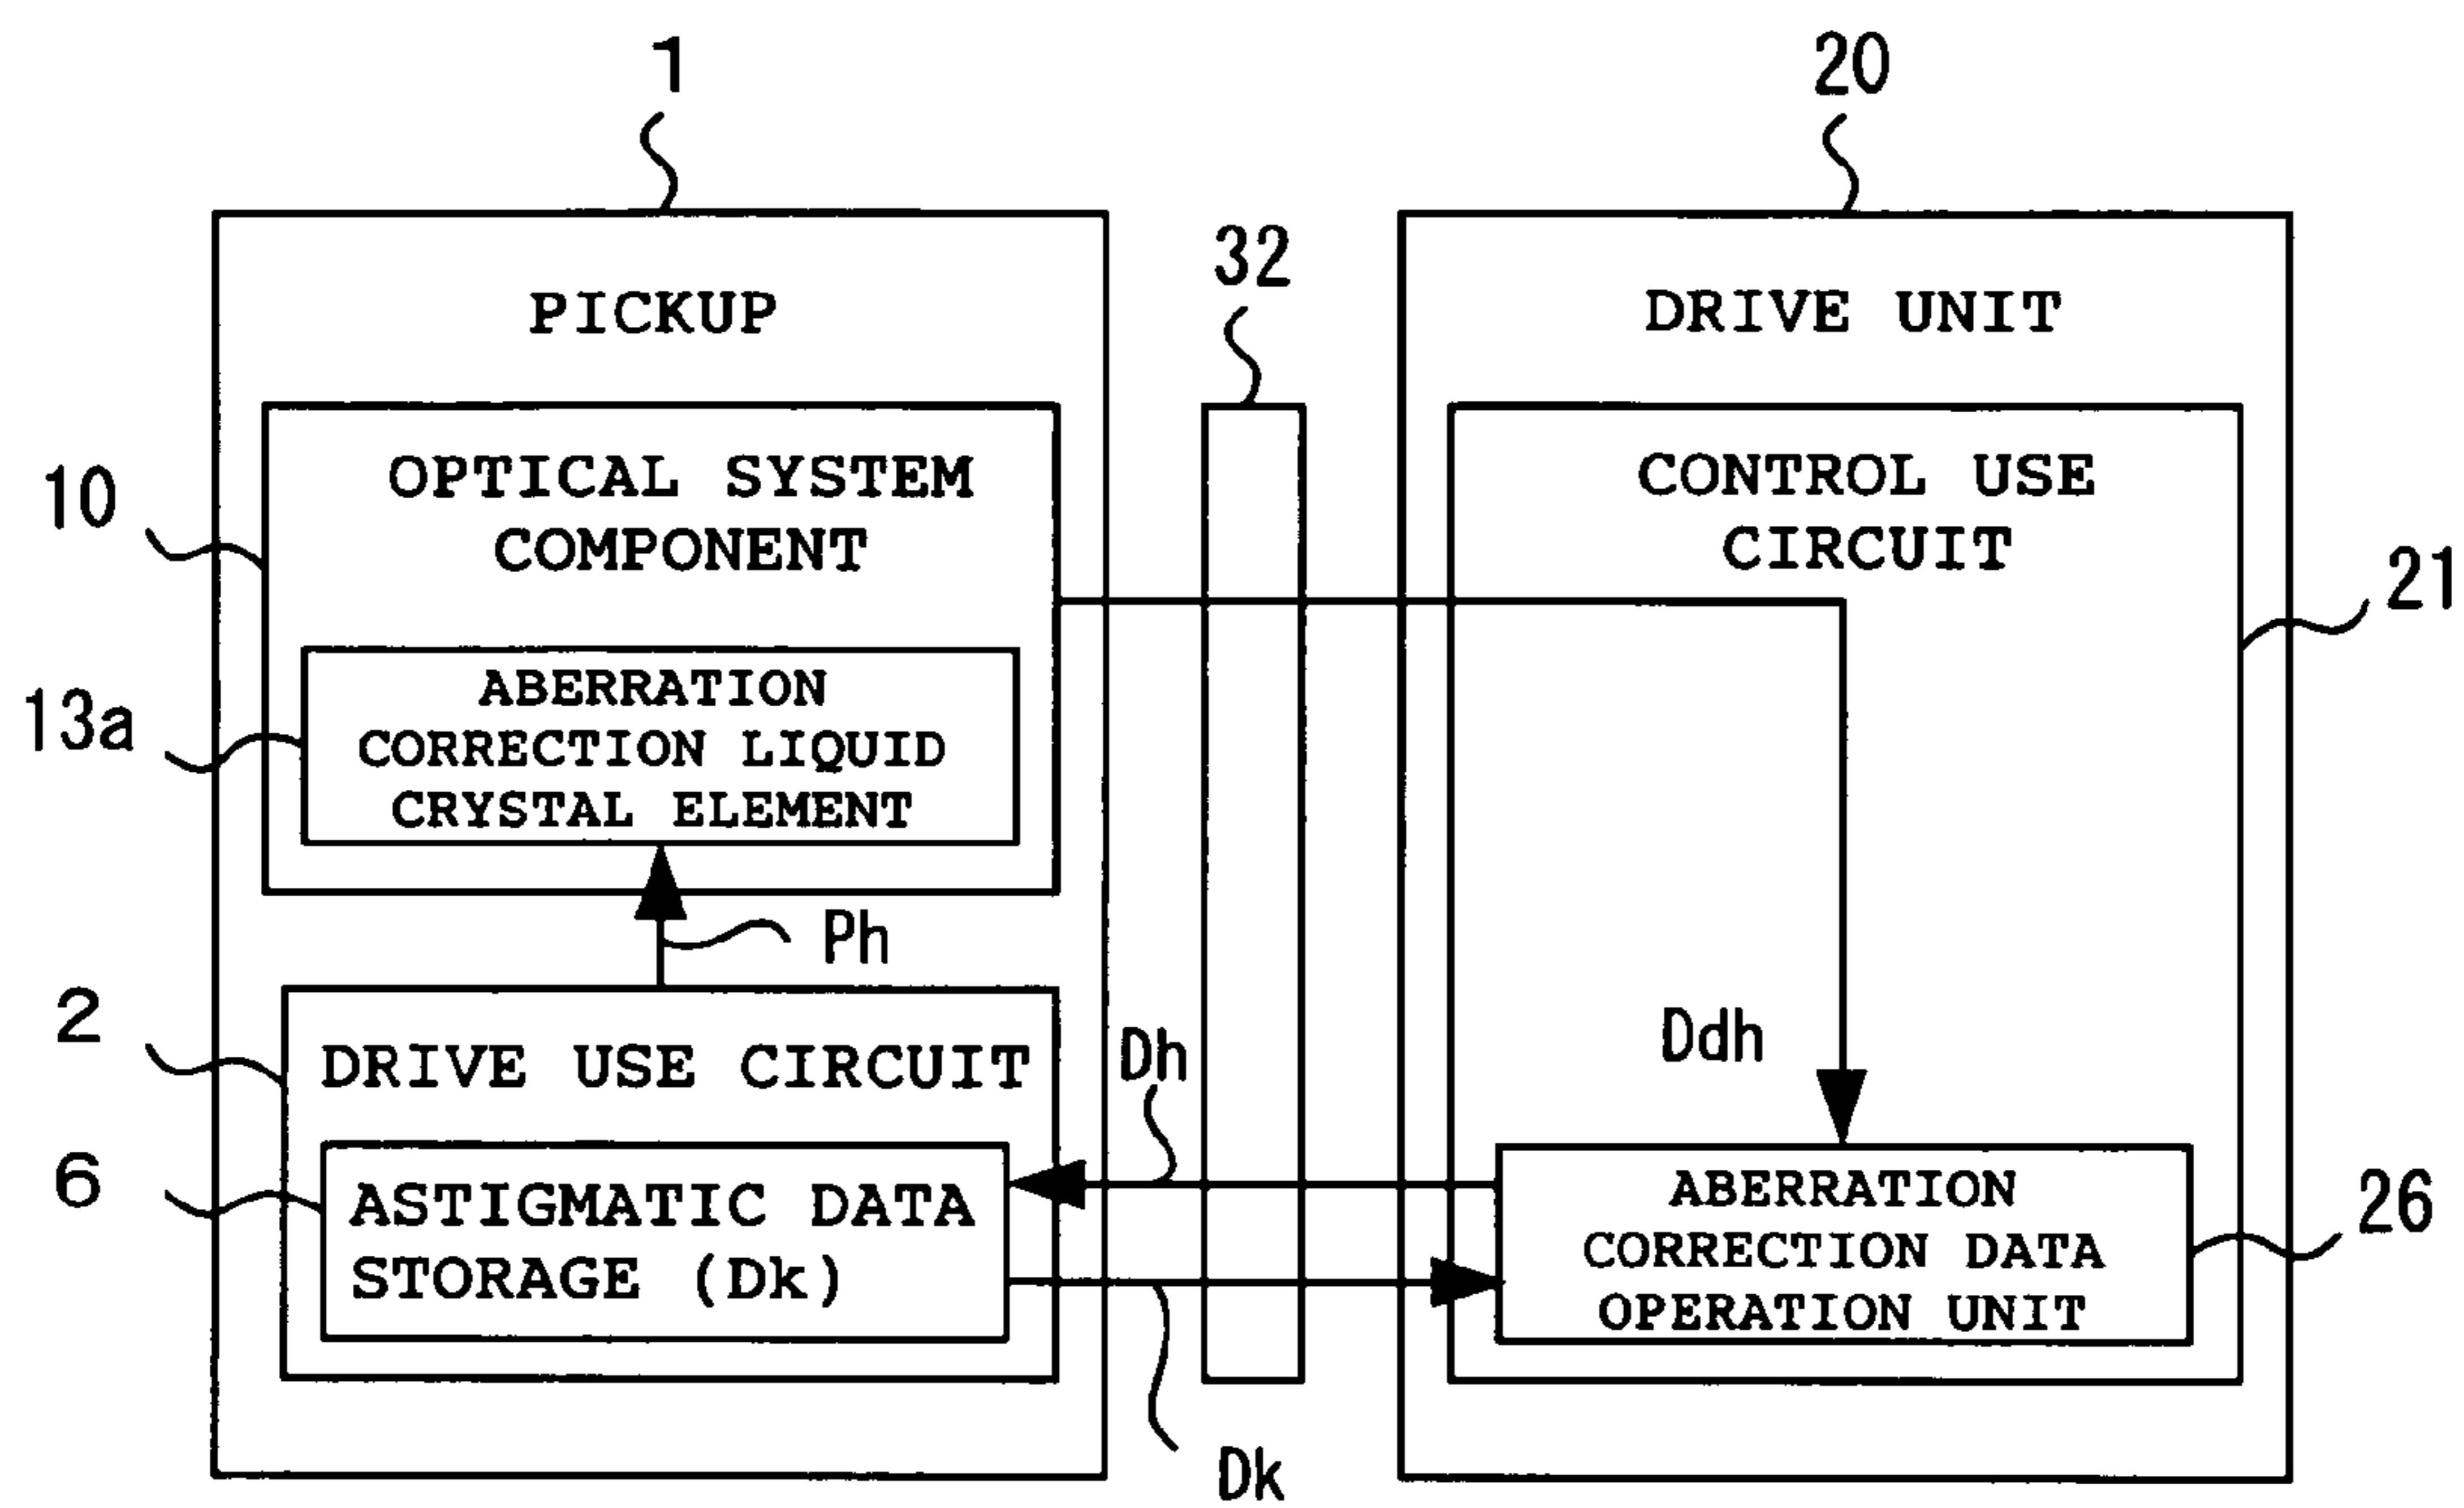 1
20
32
PICKUP
DRIVE UNIT
10
OPTICAL SYSTEM
COMPONENT
CONTROL USE
CIRCUIT
21
13a
ABERRATION
CORRECTION LIQUID
CRYSTAL ELEMENT
Ph
2
DRIVE USE CIRCUIT
Dh
Ddh
6
ASTIGMATIC DATA
STORAGE (Dk)
ABERRATION
CORRECTION DATA
OPERATION UNIT
26
Dk